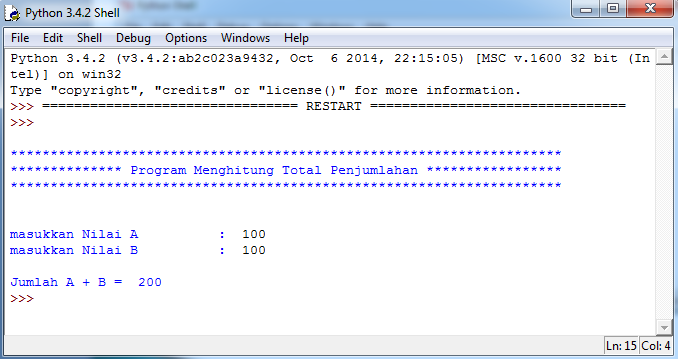 Python 3.4.2 Shell
File Edit Shell Debug Options Windows Help
Python 3.4.2 (v3.4.2:ab2c023a9432, Oct  6 2014, 22:15:05) [MSC v.1600 32 bit (In
tel)] on win32
Type "copyright", "credits" or "license()" for more information.
>>> ================================ RESTART ================================
>>>
*********************************************************************
************** Program Menghitung Total Penjumlahan *****************
*********************************************************************
masukkan Nilai A          :  100
masukkan Nilai B          :  100
Jumlah A + B =  200
>>>
Ln: 15 Col: 4